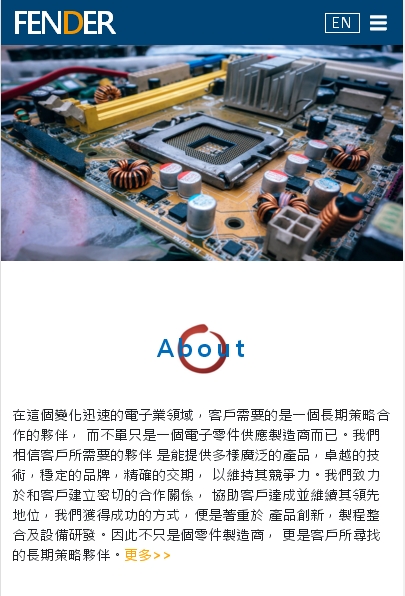 FENDER
EN
About
在這個變化迅速的電子業領域，客戶需要的是一個長期策略合
作的夥伴， 而不單只是一個電子零件供應製造商而已。我們
相信客戶所需要的夥伴 是能提供多樣廣泛的產品，卓越的技
術，穩定的品牌，精確的交期， 以維持其競爭力。我們致力
於和客戶建立密切的合作關係， 協助客戶達成並維續其領先
地位，我們獲得成功的方式，便是著重於 產品創新，製程整
合及設備研發。因此不只是個零件製造商， 更是客戶所尋找
的長期策略夥伴。更多>>